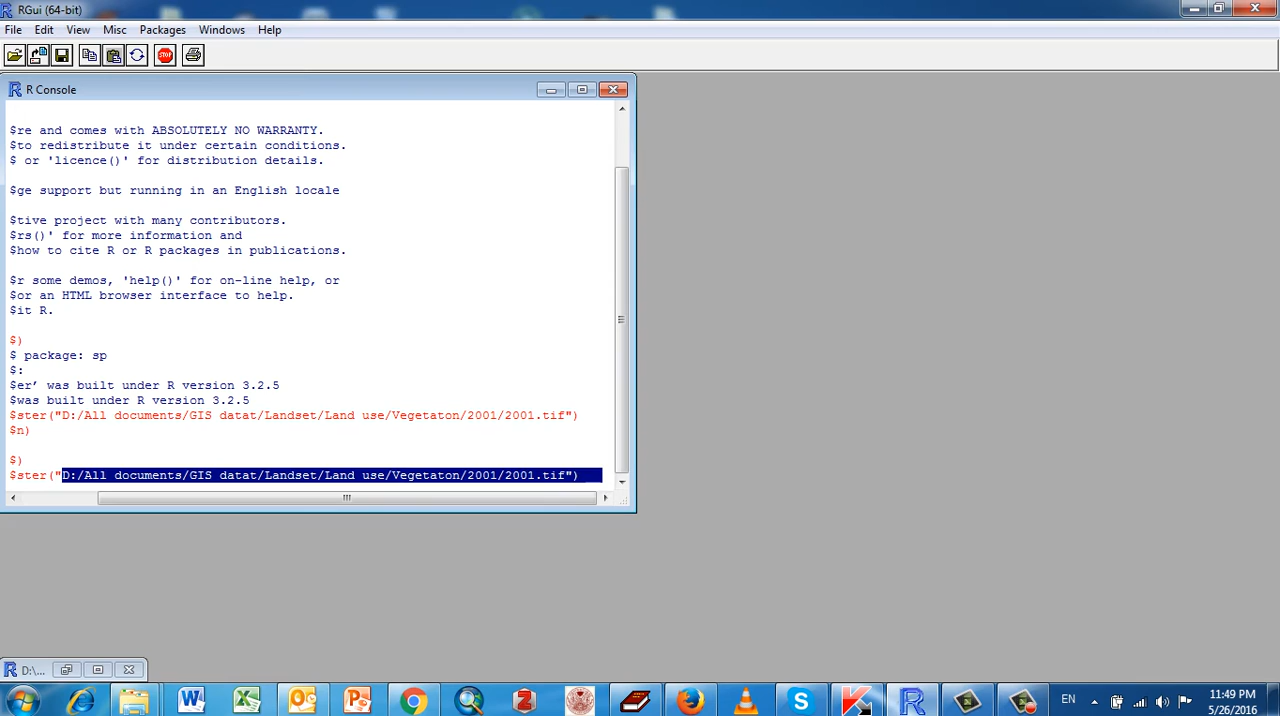 RGui (64-bit)
File Edit View Misc Packages Windows Help
STOP
R Console
$re and comes with ABSOLUTELY NO WARRANTY.
$to redistribute it under certain conditions.
$ or 'licence()' for distribution details.
$ge support but running in an English locale
$tive project with many contributors.
$rs()' for more information and
$how to cite R or R packages in publications.
$r some demos, 'help()' for on-line help, or
$or an HTML browser interface to help.
$it R.
$)
$ package: sp
$:
$er’ was built under R version 3.2.5
$was built under R version 3.2.5
$ster("D:/All documents/GIS datat/Landset/Land use/Vegetaton/2001/2001.tif")
$n)
$)
$ster("D:/All documents/GIS datat/Landset/Land use/Vegetaton/2001/2001.tif")
D:\...
EN
11:49 PM
5/26/2016